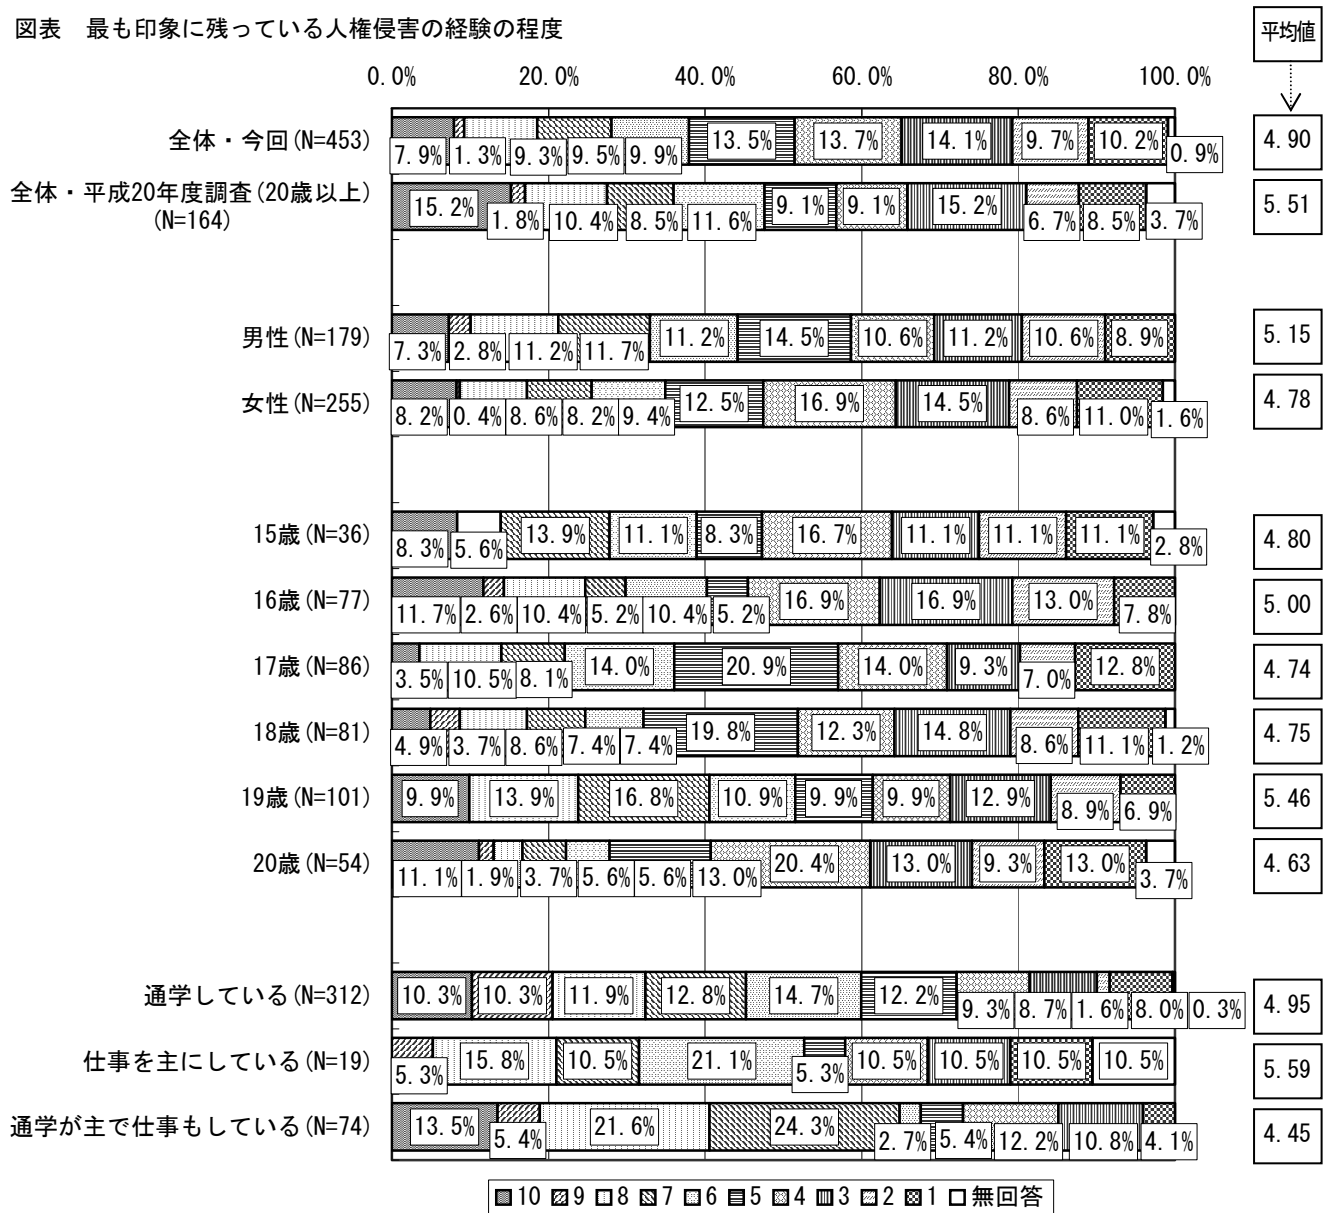 図表　最も印象に残っている人権侵害の経験の程度
平均値
0.0% 20.0% 40.0% 60.0% 80.0% 100.0%
全体・今回(N=453) 7.9% 1.3% 9.3% 9.5% 9.9% 13.5% 13.7% 14.1% 9.7% 10.2% 0.9% 4.90
全体・平成20年度調査(20歳以上)
(N=164) 15.2% 1.8% 10.4% 8.5% 11.6% 9.1% 9.1% 15.2% 6.7% 8.5% 3.7% 5.51
男性(N=179) 7.3% 2.8% 11.2% 11.7% 11.2% 14.5% 10.6% 11.2% 10.6% 8.9% 5.15
女性(N=255) 8.2% 0.4% 8.6% 8.2% 9.4% 12.5% 16.9% 14.5% 8.6% 11.0% 1.6% 4.78
15歳(N=36) 8.3% 5.6% 13.9% 11.1% 8.3% 16.7% 11.1% 11.1% 11.1% 2.8% 4.80
16歳(N=77) 11.7% 2.6% 10.4% 5.2% 10.4% 5.2% 16.9% 16.9% 13.0% 7.8% 5.00
17歳(N=86) 3.5% 10.5% 8.1% 14.0% 20.9% 14.0% 9.3% 7.0% 12.8% 4.74
18歳(N=81) 4.9% 3.7% 8.6% 7.4% 7.4% 19.8% 12.3% 14.8% 8.6% 11.1% 1.2% 4.75
19歳(N=101) 9.9% 13.9% 16.8% 10.9% 9.9% 9.9% 12.9% 8.9% 6.9% 5.46
20歳(N=54) 11.1% 1.9% 3.7% 5.6% 5.6% 13.0% 20.4% 13.0% 9.3% 13.0% 3.7% 4.63
通学している(N=312) 10.3% 10.3% 11.9% 12.8% 14.7% 12.2% 9.3% 8.7% 1.6% 8.0% 0.3% 4.95
仕事を主にしている(N=19) 5.3% 15.8% 10.5% 21.1% 5.3% 10.5% 10.5% 10.5% 10.5% 5.59
通学が主で仕事もしている(N=74) 13.5% 5.4% 21.6% 24.3% 2.7% 5.4% 12.2% 10.8% 4.1% 4.45
10 9 8 7 6 5 4 3 2 1 無回答